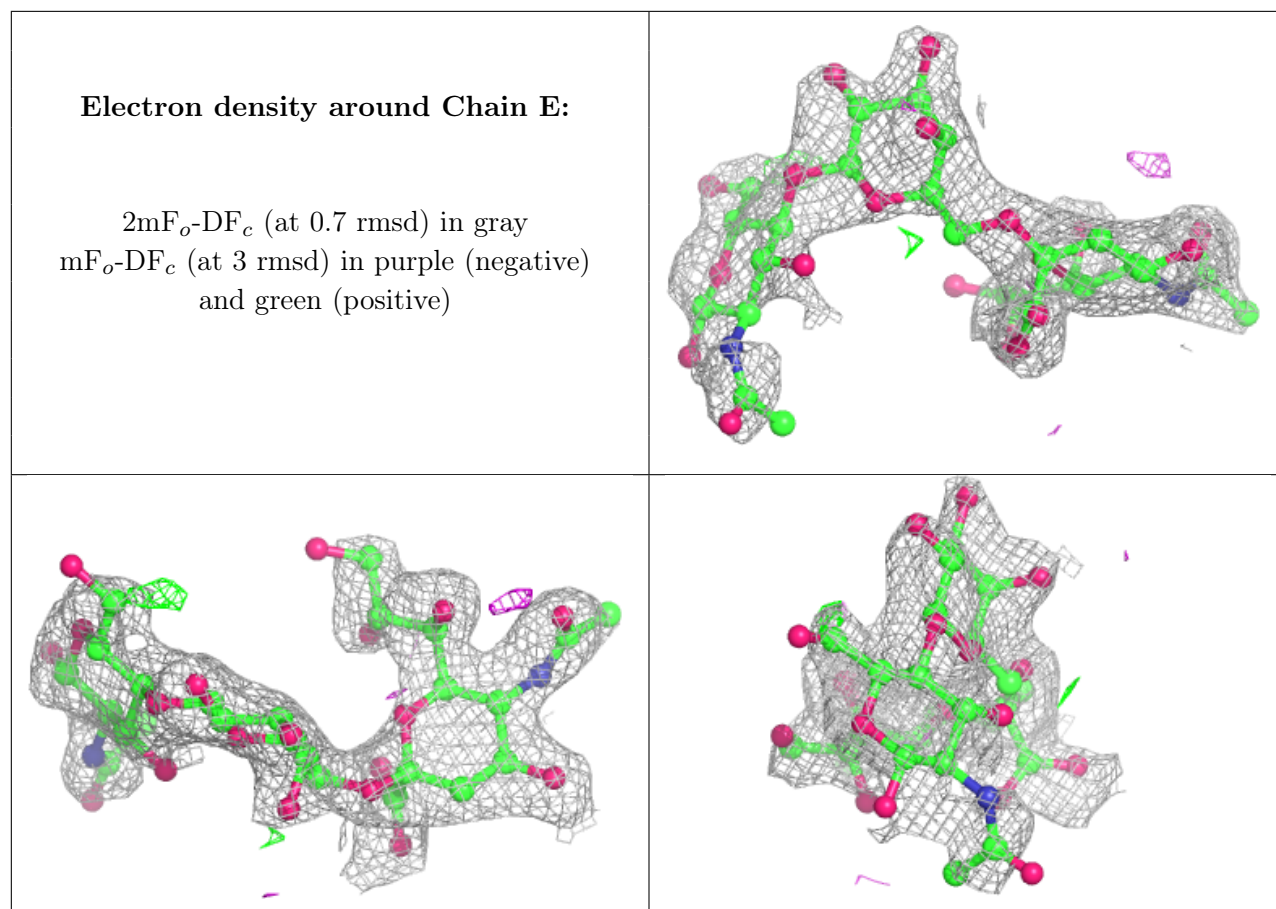 Electron density around Chain E:
2mFo-DFc (at 0.7 rmsd) in gray
mFo-DFc (at 3 rmsd) in purple (negative)
and green (positive)